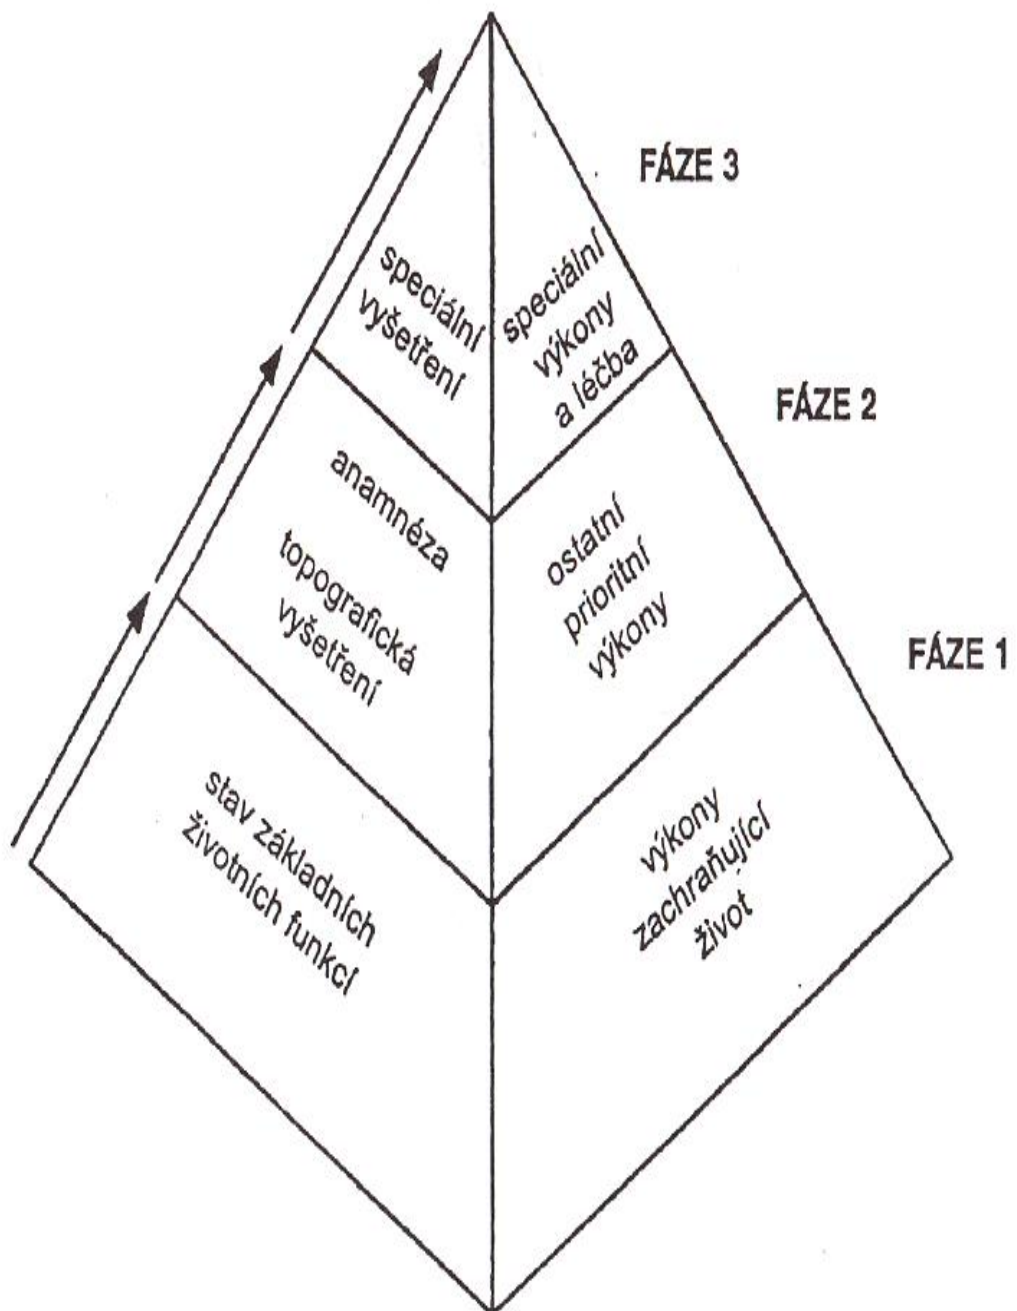 FÁZE 3
speciální
vyšetření
speciální
výkony
a léčba
FÁZE 2
anamnéza
topografická
vyšetření
ostatní
prioritní
výkony
FÁZE 1
stav základních
životních funkcí
výkony
zachraňující
život